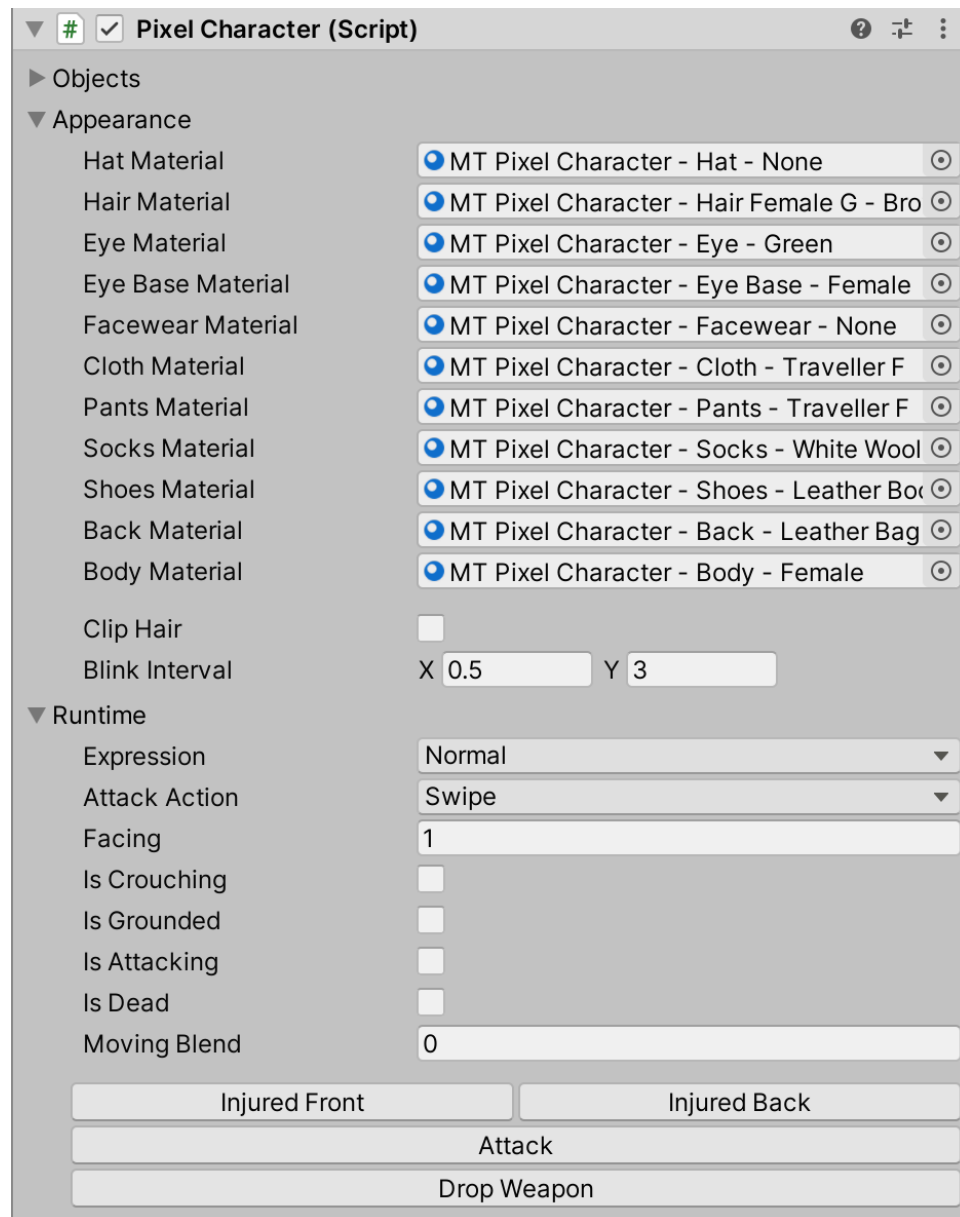 # Pixel Character (Script)
Objects
Appearance
Hat Material MT Pixel Character - Hat - None
Hair Material MT Pixel Character - Hair Female G - Bro
Eye Material MT Pixel Character - Eye - Green
Eye Base Material MT Pixel Character - Eye Base - Female
Facewear Material MT Pixel Character - Facewear - None
Cloth Material MT Pixel Character - Cloth - Traveller F
Pants Material MT Pixel Character - Pants - Traveller F
Socks Material MT Pixel Character - Socks - White Wool
Shoes Material MT Pixel Character - Shoes - Leather Boo
Back Material MT Pixel Character - Back - Leather Bag
Body Material MT Pixel Character - Body - Female
Clip Hair
Blink Interval X 0.5 Y 3
Runtime
Expression Normal
Attack Action Swipe
Facing 1
Is Crouching
Is Grounded
Is Attacking
Is Dead
Moving Blend 0
Injured Front Injured Back
Attack
Drop Weapon